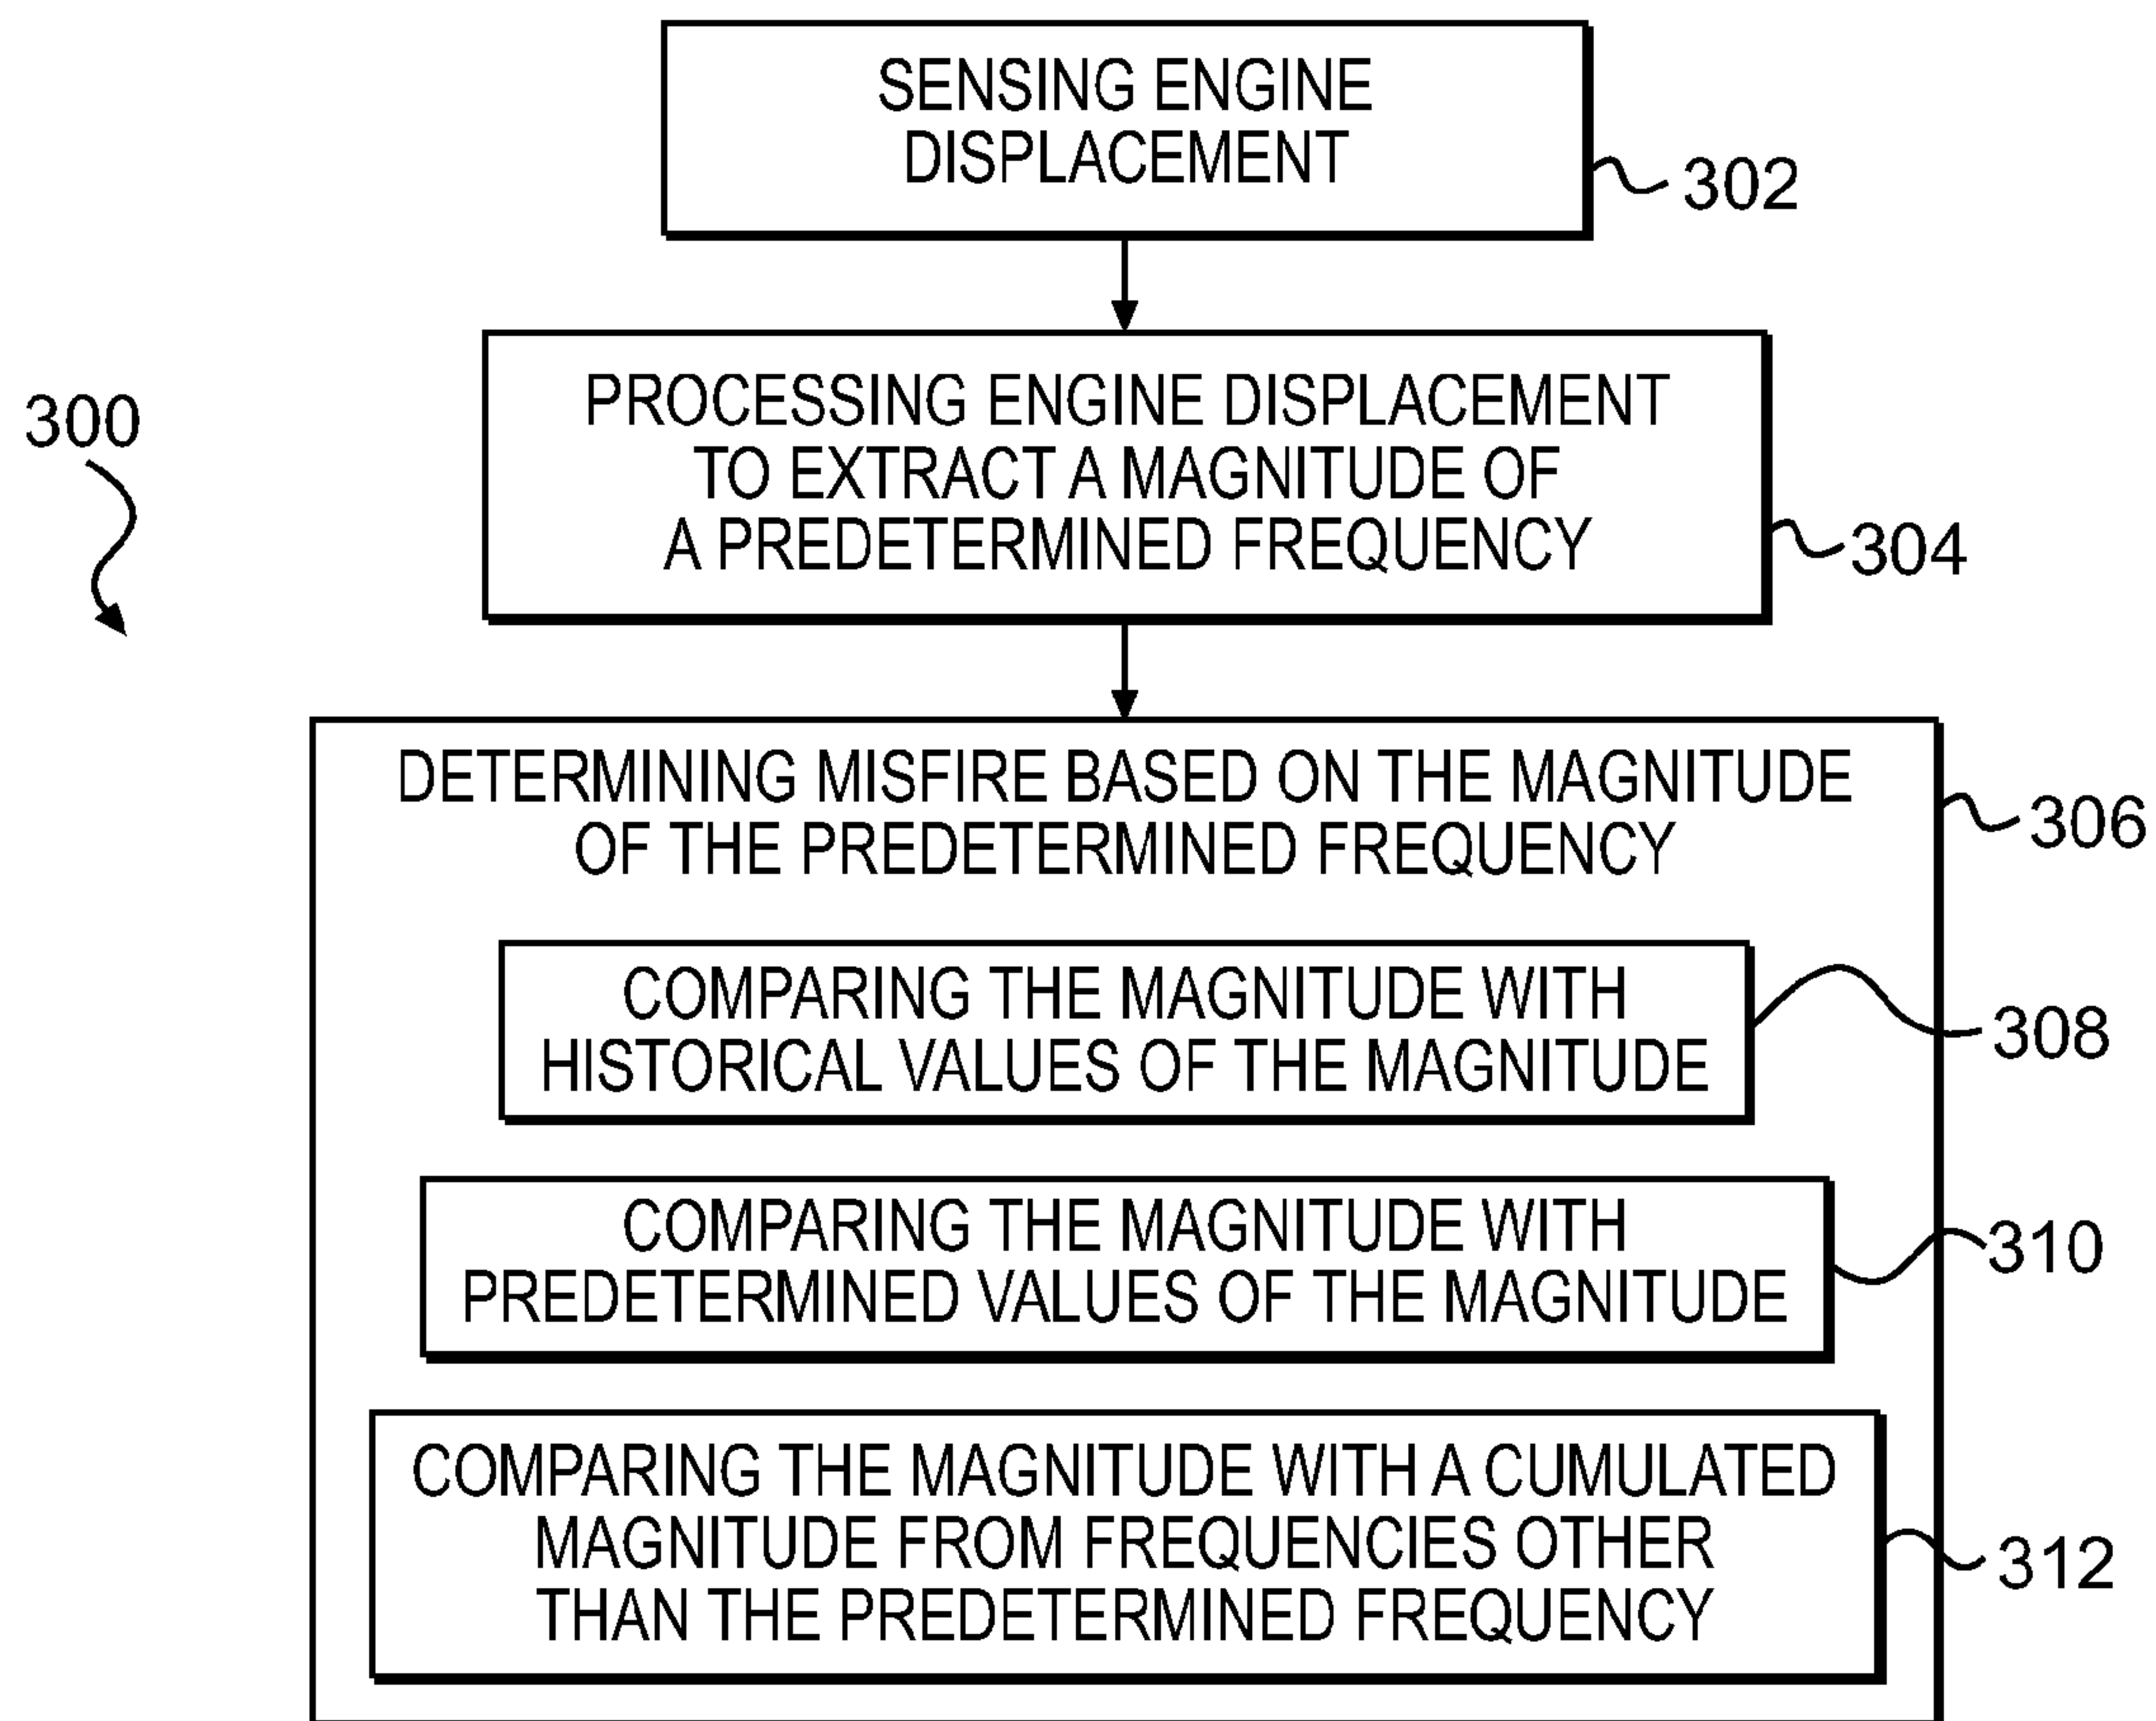 SENSING ENGINE
DISPLACEMENT
302
PROCESSING ENGINE DISPLACEMENT
TO EXTRACT A MAGNITUDE OF
A PREDETERMINED FREQUENCY
304
300
DETERMINING MISFIRE BASED ON THE MAGNITUDE
OF THE PREDETERMINED FREQUENCY
306
COMPARING THE MAGNITUDE WITH
HISTORICAL VALUES OF THE MAGNITUDE
308
COMPARING THE MAGNITUDE WITH
PREDETERMINED VALUES OF THE MAGNITUDE
310
COMPARING THE MAGNITUDE WITH A CUMULATED
MAGNITUDE FROM FREQUENCIES OTHER
THAN THE PREDETERMINED FREQUENCY
312